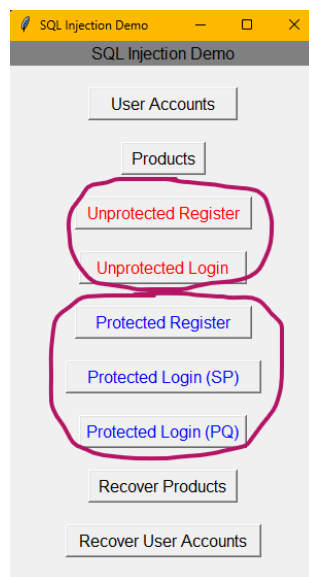 SQL Injection Demo
SQL Injection Demo
User Accounts
Products
Unprotected Register
Unprotected Login
Protected Register
Protected Login (SP)
Protected Login (PQ)
Recover Products
Recover User Accounts